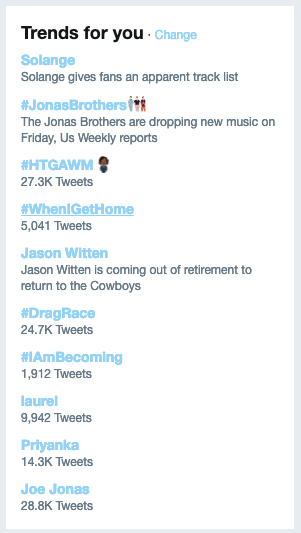 Trends for you · Change
Solange
Solange gives fans an apparent track list
#JonasBrothers
The Jonas Brothers are dropping new music on
Friday, Us Weekly reports
#HTGAWM
27.3K Tweets
#WhenIGetHome
5,041 Tweets
Jason Witten
Jason Witten is coming out of retirement to
return to the Cowboys
#DragRace
24.7K Tweets
#IAmBecoming
1,912 Tweets
laurel
9,942 Tweets
Priyanka
14.3K Tweets
Joe Jonas
28.8K Tweets